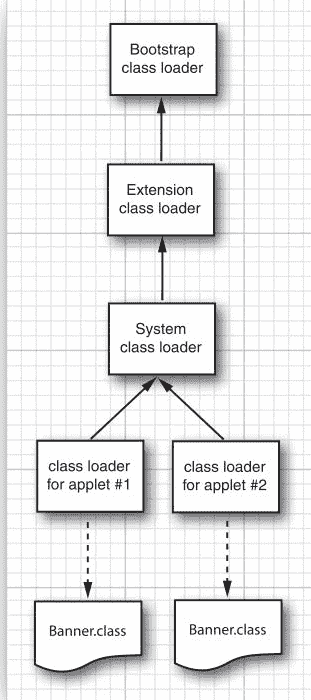 Bootstrap
class loader
Extension
class loader
System
class loader
class loader
for applet #1
class loader
for applet #2
Banner.class
Banner.class